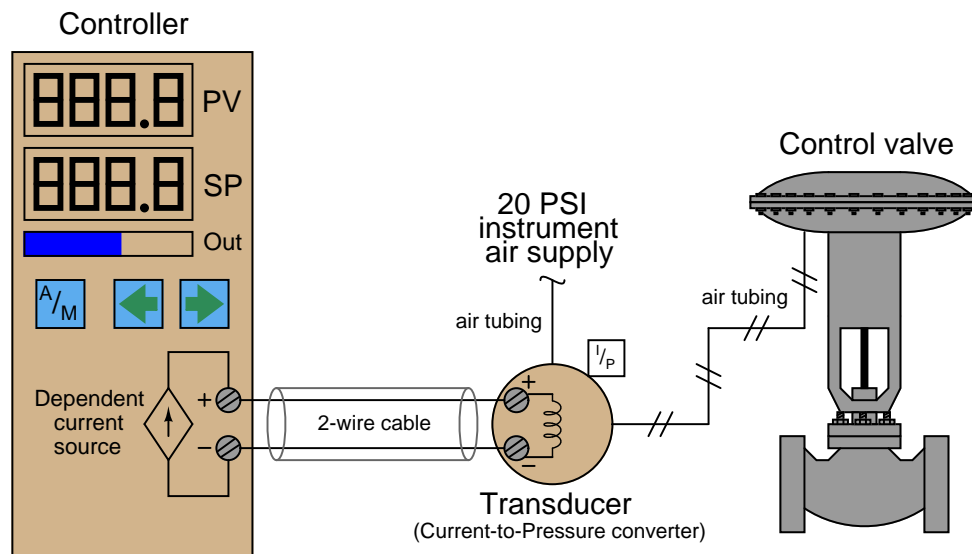 Controller
888.8
PV
888.8
SP
Out
A/M
Dependent
current
source
+
−
2-wire cable
20 PSI
instrument
air supply
air tubing
I/P
+
−
Transducer
(Current-to-Pressure converter)
air tubing
Control valve